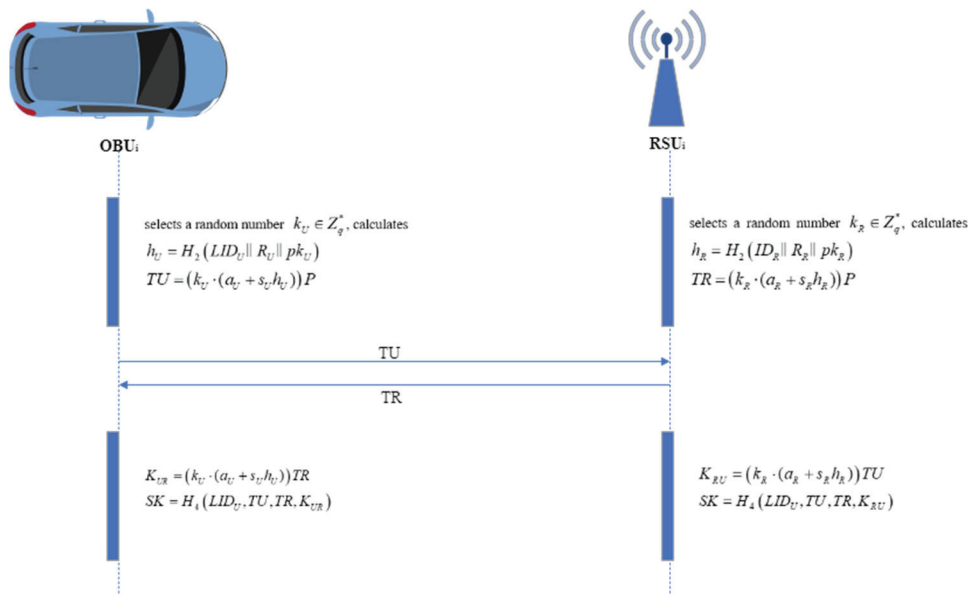 OBUᵢ
RSUᵢ
selects a random number k_U ∈ Z_q^*, calculates
h_U = H_2(LID_U || R_U || pk_U)
TU = (k_U · (a_U + s_U h_U))P
selects a random number k_R ∈ Z_q^*, calculates
h_R = H_2(ID_R || R_R || pk_R)
TR = (k_R · (a_R + s_R h_R))P
TU
TR
K_UR = (k_U · (a_U + s_U h_U))TR
SK = H_4(LID_U, TU, TR, K_UR)
K_RU = (k_R · (a_R + s_R h_R))TU
SK = H_4(LID_U, TU, TR, K_RU)